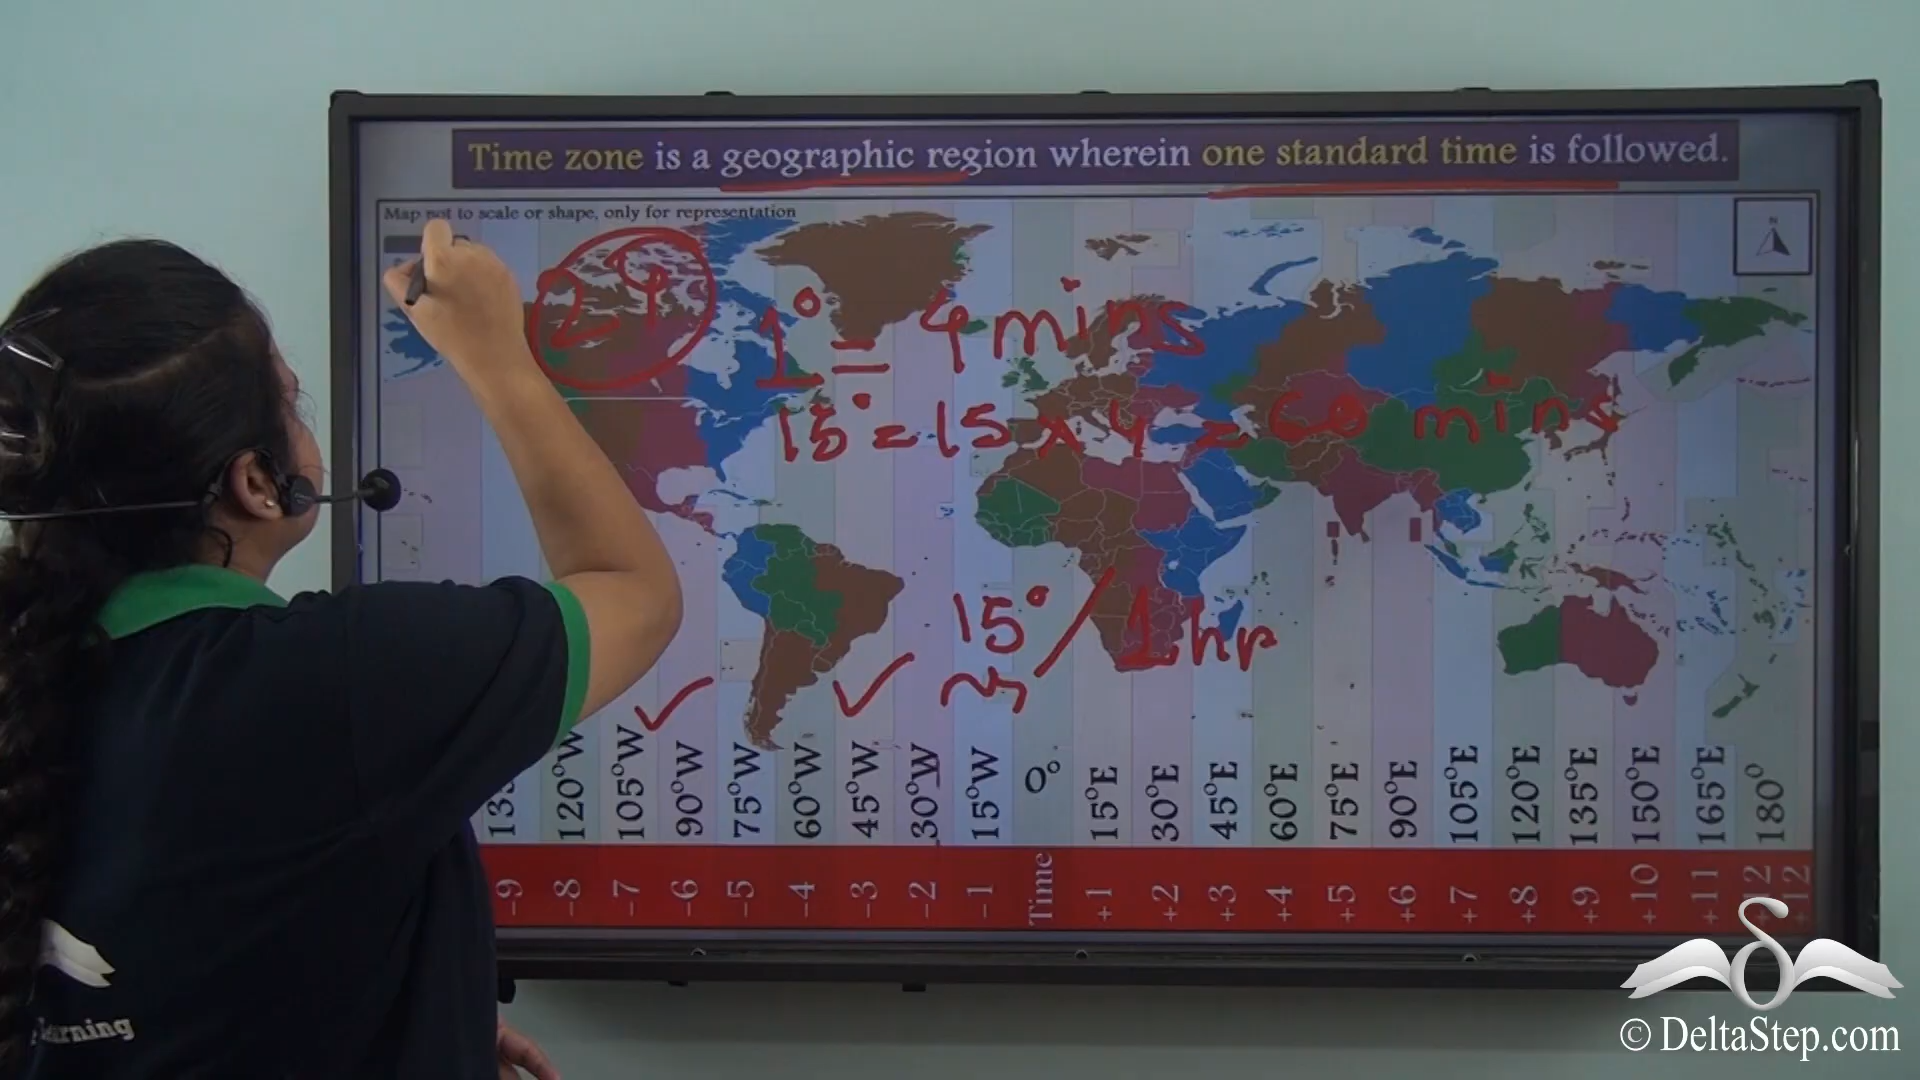 Time zone is a geographic region wherein one standard time is followed.
Map not to scale or shape, only for representation
N
24
1° = 4 mins
15° = 15 x 4 = 60 mins
15° / 1 hr
120°W 105°W 90°W 75°W 60°W 45°W 30°W 15°W 0° 15°E 30°E 45°E 60°E 75°E 90°E 105°E 120°E 135°E 150°E 165°E 180°
-9 -8 -7 -6 -5 -4 -3 -2 -1 Time +1 +2 +3 +4 +5 +6 +7 +8 +9 +10 +11 +12 +12
© DeltaStep.com